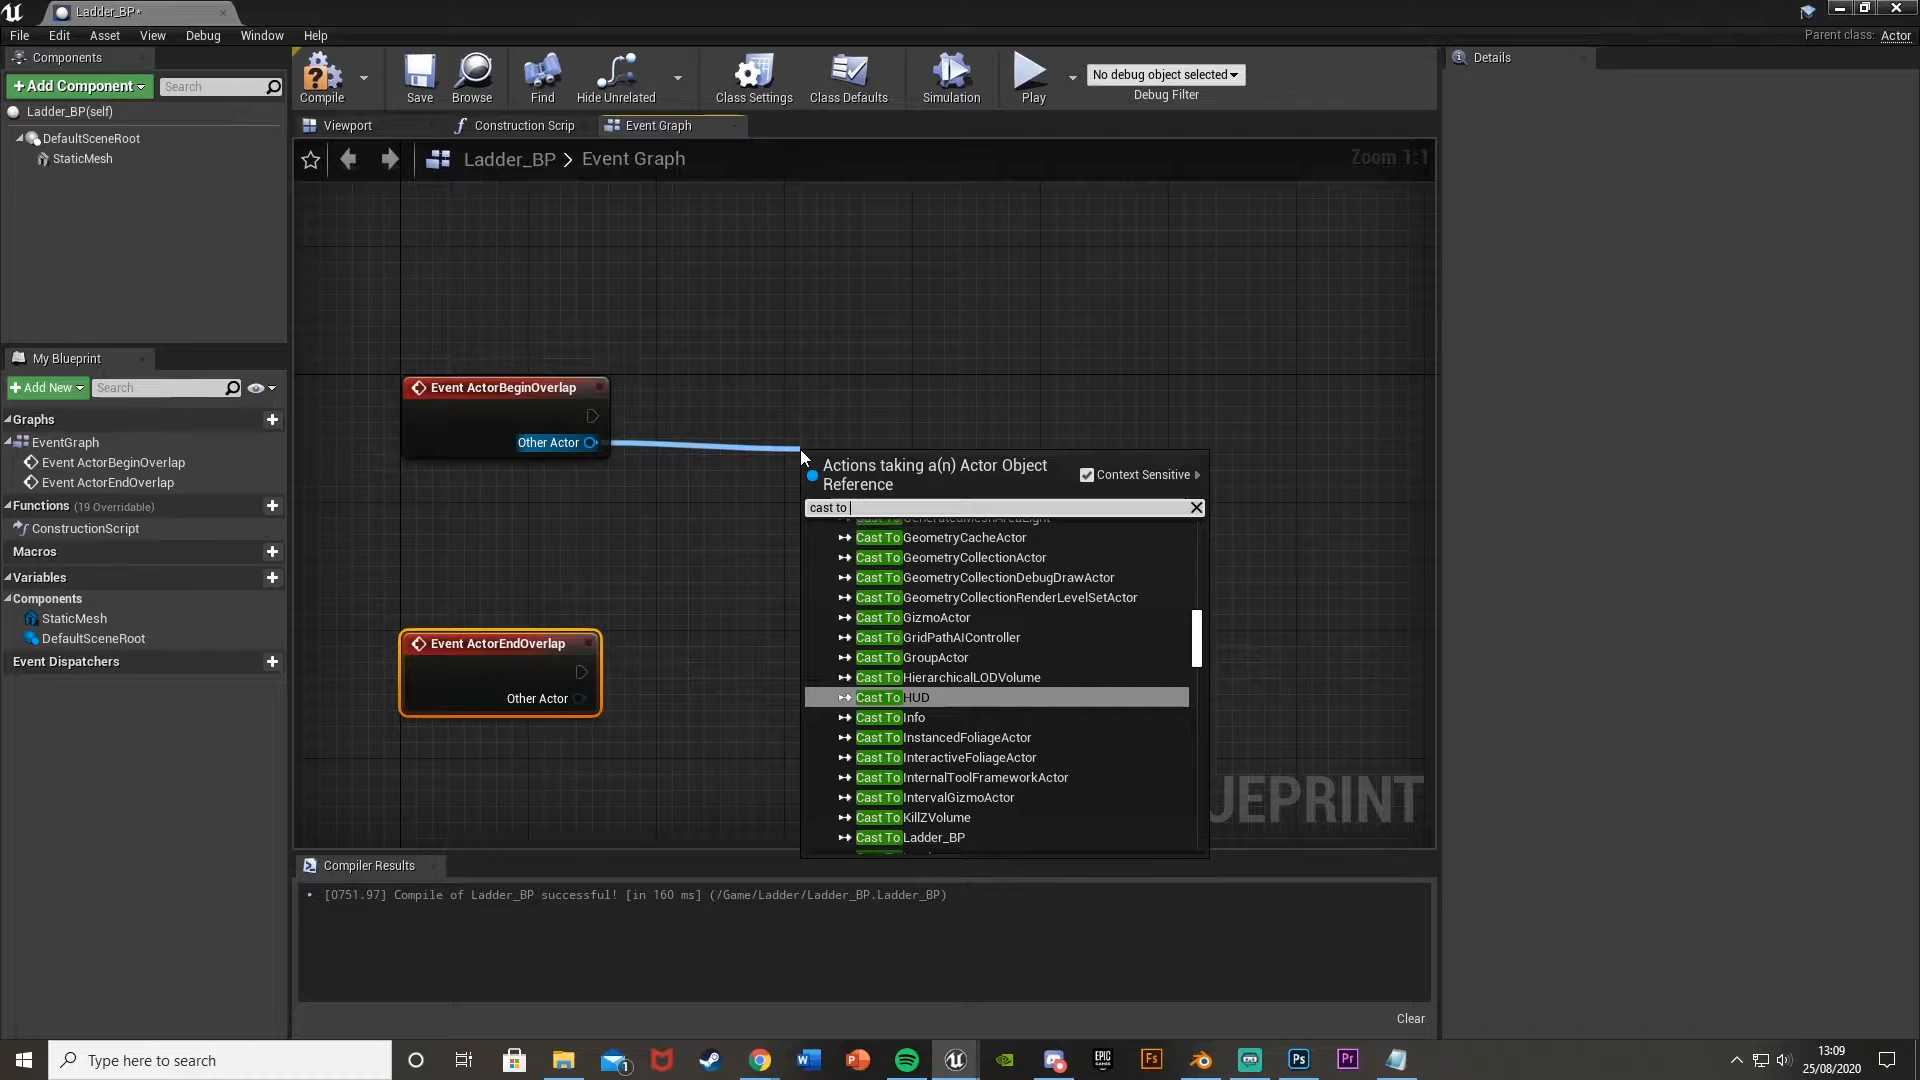 Ladder_BP*
File Edit Asset View Debug Window Help
Parent class: Actor
Components
+Add Component Search
Ladder_BP(self)
DefaultSceneRoot
StaticMesh
Compile Save Browse Find Hide Unrelated Class Settings Class Defaults Simulation Play
No debug object selected
Debug Filter
Details
Viewport Construction Scrip Event Graph
Ladder_BP > Event Graph
Zoom 1:1
My Blueprint
+Add New Search
Graphs
EventGraph
Event ActorBeginOverlap
Event ActorEndOverlap
Functions (19 Overridable)
ConstructionScript
Macros
Variables
Components
StaticMesh
DefaultSceneRoot
Event Dispatchers
Event ActorBeginOverlap
Other Actor
Event ActorEndOverlap
Other Actor
Actions taking a(n) Actor Object
Reference
Context Sensitive
cast to
Cast To GeometryCacheActor
Cast To GeometryCollectionActor
Cast To GeometryCollectionDebugDrawActor
Cast To GeometryCollectionRenderLevelSetActor
Cast To GizmoActor
Cast To GridPathAIController
Cast To GroupActor
Cast To HierarchicalLODVolume
Cast To HUD
Cast To Info
Cast To InstancedFoliageActor
Cast To InteractiveFoliageActor
Cast To InternalToolFrameworkActor
Cast To IntervalGizmoActor
Cast To KillZVolume
Cast To Ladder_BP
UEPRINT
Compiler Results
[0751.97] Compile of Ladder_BP successful! [in 160 ms] (/Game/Ladder/Ladder_BP.Ladder_BP)
Clear
Type here to search
13:09
25/08/2020